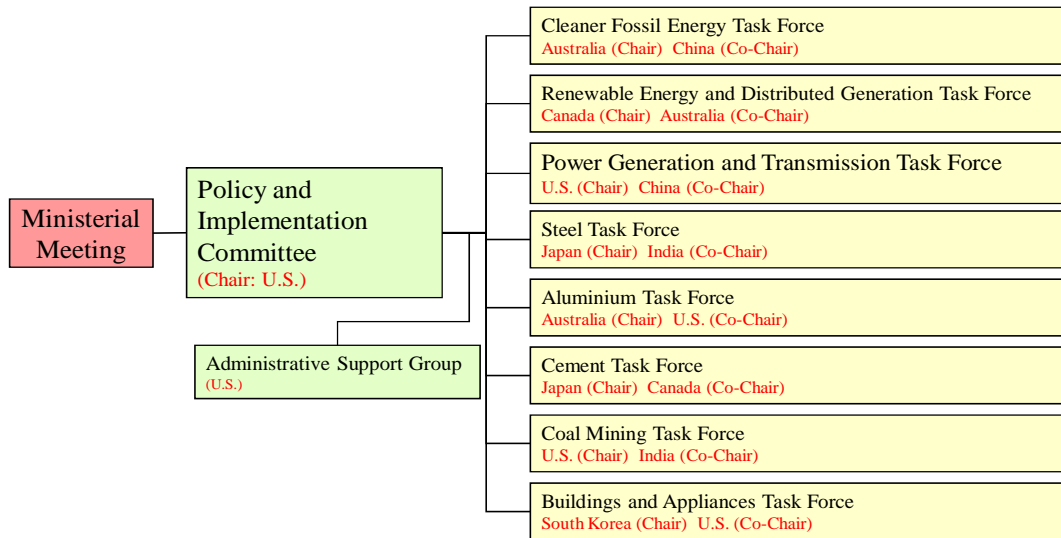 Ministerial
Meeting
Policy and
Implementation
Committee
(Chair: U.S.)
Administrative Support Group
(U.S.)
Cleaner Fossil Energy Task Force
Australia (Chair) China (Co-Chair)
Renewable Energy and Distributed Generation Task Force
Canada (Chair) Australia (Co-Chair)
Power Generation and Transmission Task Force
U.S. (Chair) China (Co-Chair)
Steel Task Force
Japan (Chair) India (Co-Chair)
Aluminium Task Force
Australia (Chair) U.S. (Co-Chair)
Cement Task Force
Japan (Chair) Canada (Co-Chair)
Coal Mining Task Force
U.S. (Chair) India (Co-Chair)
Buildings and Appliances Task Force
South Korea (Chair) U.S. (Co-Chair)